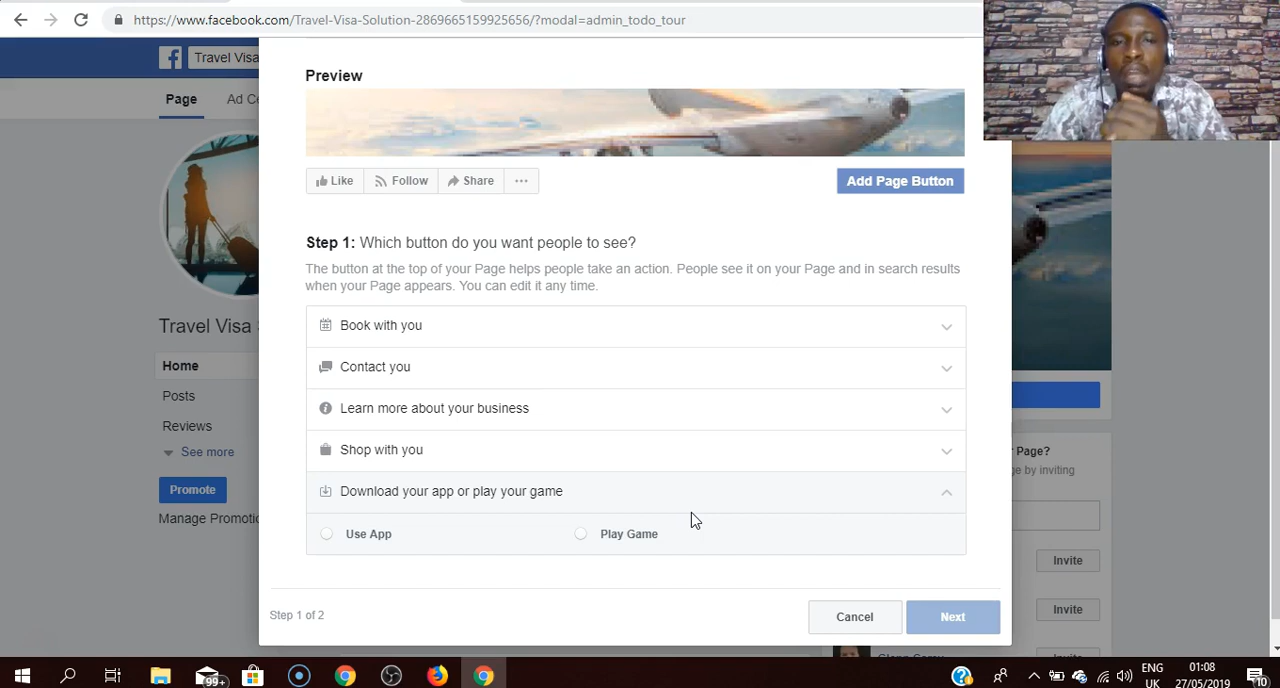 https://www.facebook.com/Travel-Visa-Solution-2869665159925656/?modal=admin_todo_tour
Travel Visa
Page
Ad Ce
Preview
Like
Follow
Share
Add Page Button
Step 1: Which button do you want people to see?
The button at the top of your Page helps people take an action. People see it on your Page and in search results
when your Page appears. You can edit it any time.
Book with you
Contact you
Learn more about your business
Shop with you
Download your app or play your game
Use App
Play Game
Step 1 of 2
Cancel
Next
Travel Visa S
Home
Posts
Reviews
See more
Promote
Manage Promotio
r Page?
ge by inviting
Invite
Invite
99+
ENG
UK
01:08
27/05/2019
10